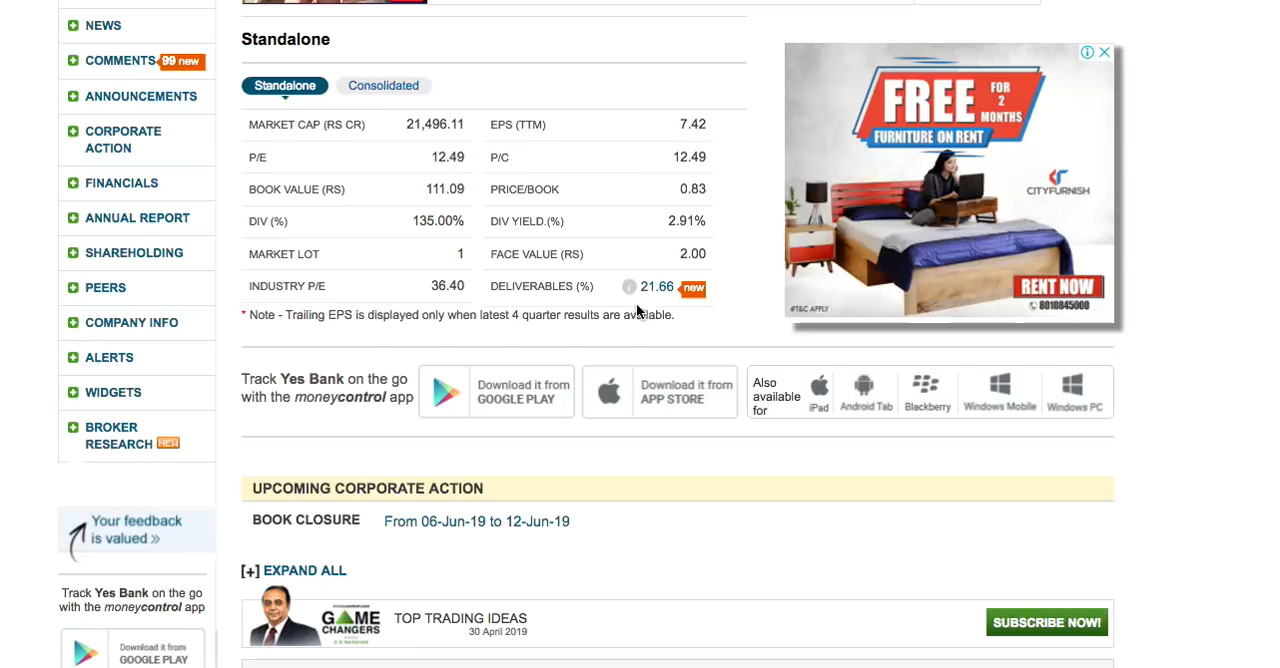 NEWS
COMMENTS 99 new
ANNOUNCEMENTS
CORPORATE
ACTION
FINANCIALS
ANNUAL REPORT
SHAREHOLDING
PEERS
COMPANY INFO
ALERTS
WIDGETS
BROKER
RESEARCH NEW
Your feedback
is valued »
Track Yes Bank on the go
with the moneycontrol app
Download it from
GOOGLE PLAY
Standalone
Standalone Consolidated
MARKET CAP (RS CR) 21,496.11 EPS (TTM) 7.42
P/E 12.49 P/C 12.49
BOOK VALUE (RS) 111.09 PRICE/BOOK 0.83
DIV (%) 135.00% DIV YIELD.(%) 2.91%
MARKET LOT 1 FACE VALUE (RS) 2.00
INDUSTRY P/E 36.40 DELIVERABLES (%) i 21.66 new
* Note - Trailing EPS is displayed only when latest 4 quarter results are available.
FREE FOR 2 MONTHS
FURNITURE ON RENT
CITYFURNISH
RENT NOW
#T&C APPLY 8010845000
Track Yes Bank on the go
with the moneycontrol app
Download it from
GOOGLE PLAY
Download it from
APP STORE
Also
available
for
iPad Android Tab Blackberry Windows Mobile Windows PC
UPCOMING CORPORATE ACTION
BOOK CLOSURE From 06-Jun-19 to 12-Jun-19
[+] EXPAND ALL
GAME
CHANGERS
TOP TRADING IDEAS
30 April 2019
SUBSCRIBE NOW!